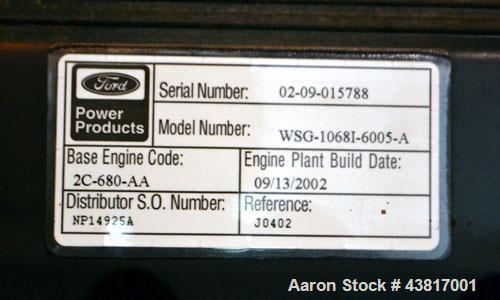 Ford
Power
Products
Serial Number: 02-09-015788
Model Number: WSG-1068I-6005-A
Base Engine Code:
2C-680-AA
Engine Plant Build Date:
09/13/2002
Distributor S.O. Number:
NP14925A
Reference:
J0402
Aaron Stock # 43817001